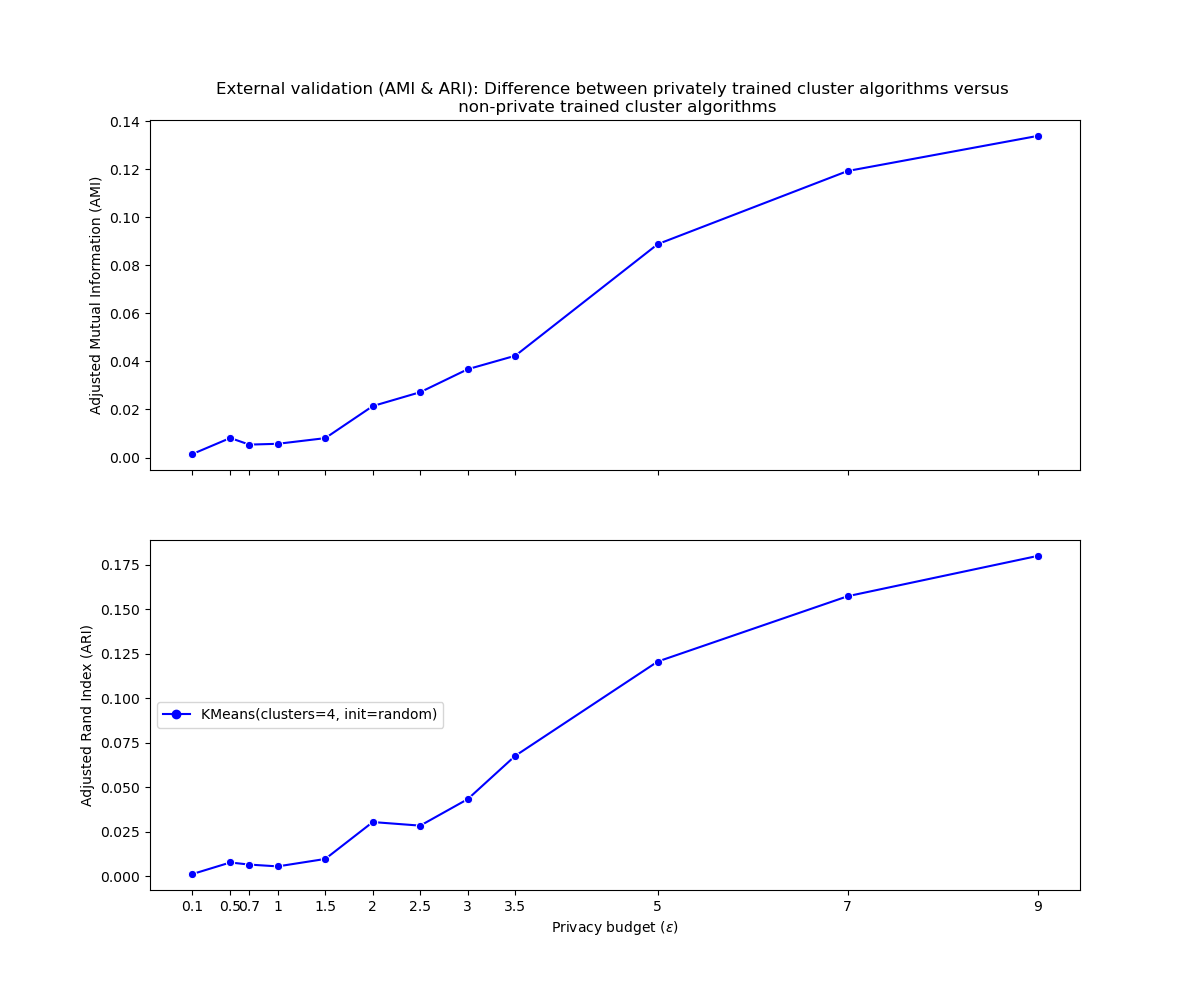 External validation (AMI & ARI): Difference between privately trained cluster algorithms versus
non-private trained cluster algorithms
0.14
0.12
0.10
0.08
0.06
0.04
0.02
0.00
Adjusted Mutual Information (AMI)
0.175
0.150
0.125
0.100
0.075
0.050
0.025
0.000
Adjusted Rand Index (ARI)
KMeans(clusters=4, init=random)
0.1 0.5 0.7 1 1.5 2 2.5 3 3.5 5 7 9
Privacy budget (ε)